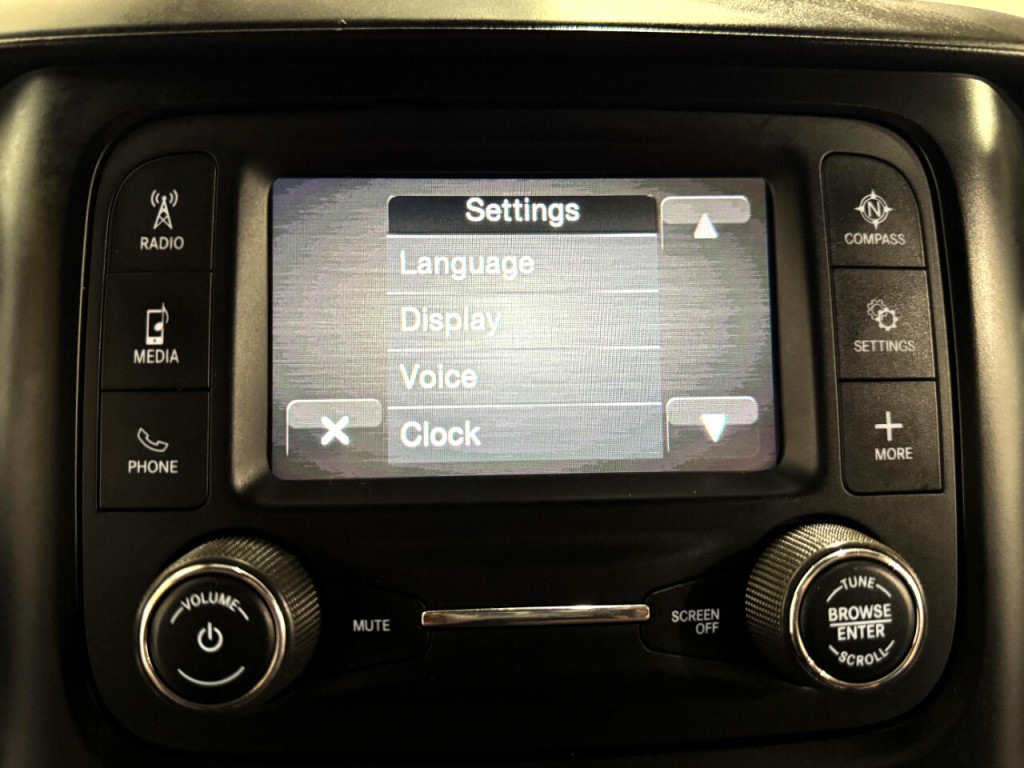 RADIO
MEDIA
PHONE
Settings
Language
Display
Voice
Clock
N
COMPASS
SETTINGS
MORE
VOLUME
MUTE
SCREEN
OFF
TUNE
BROWSE
ENTER
SCROLL